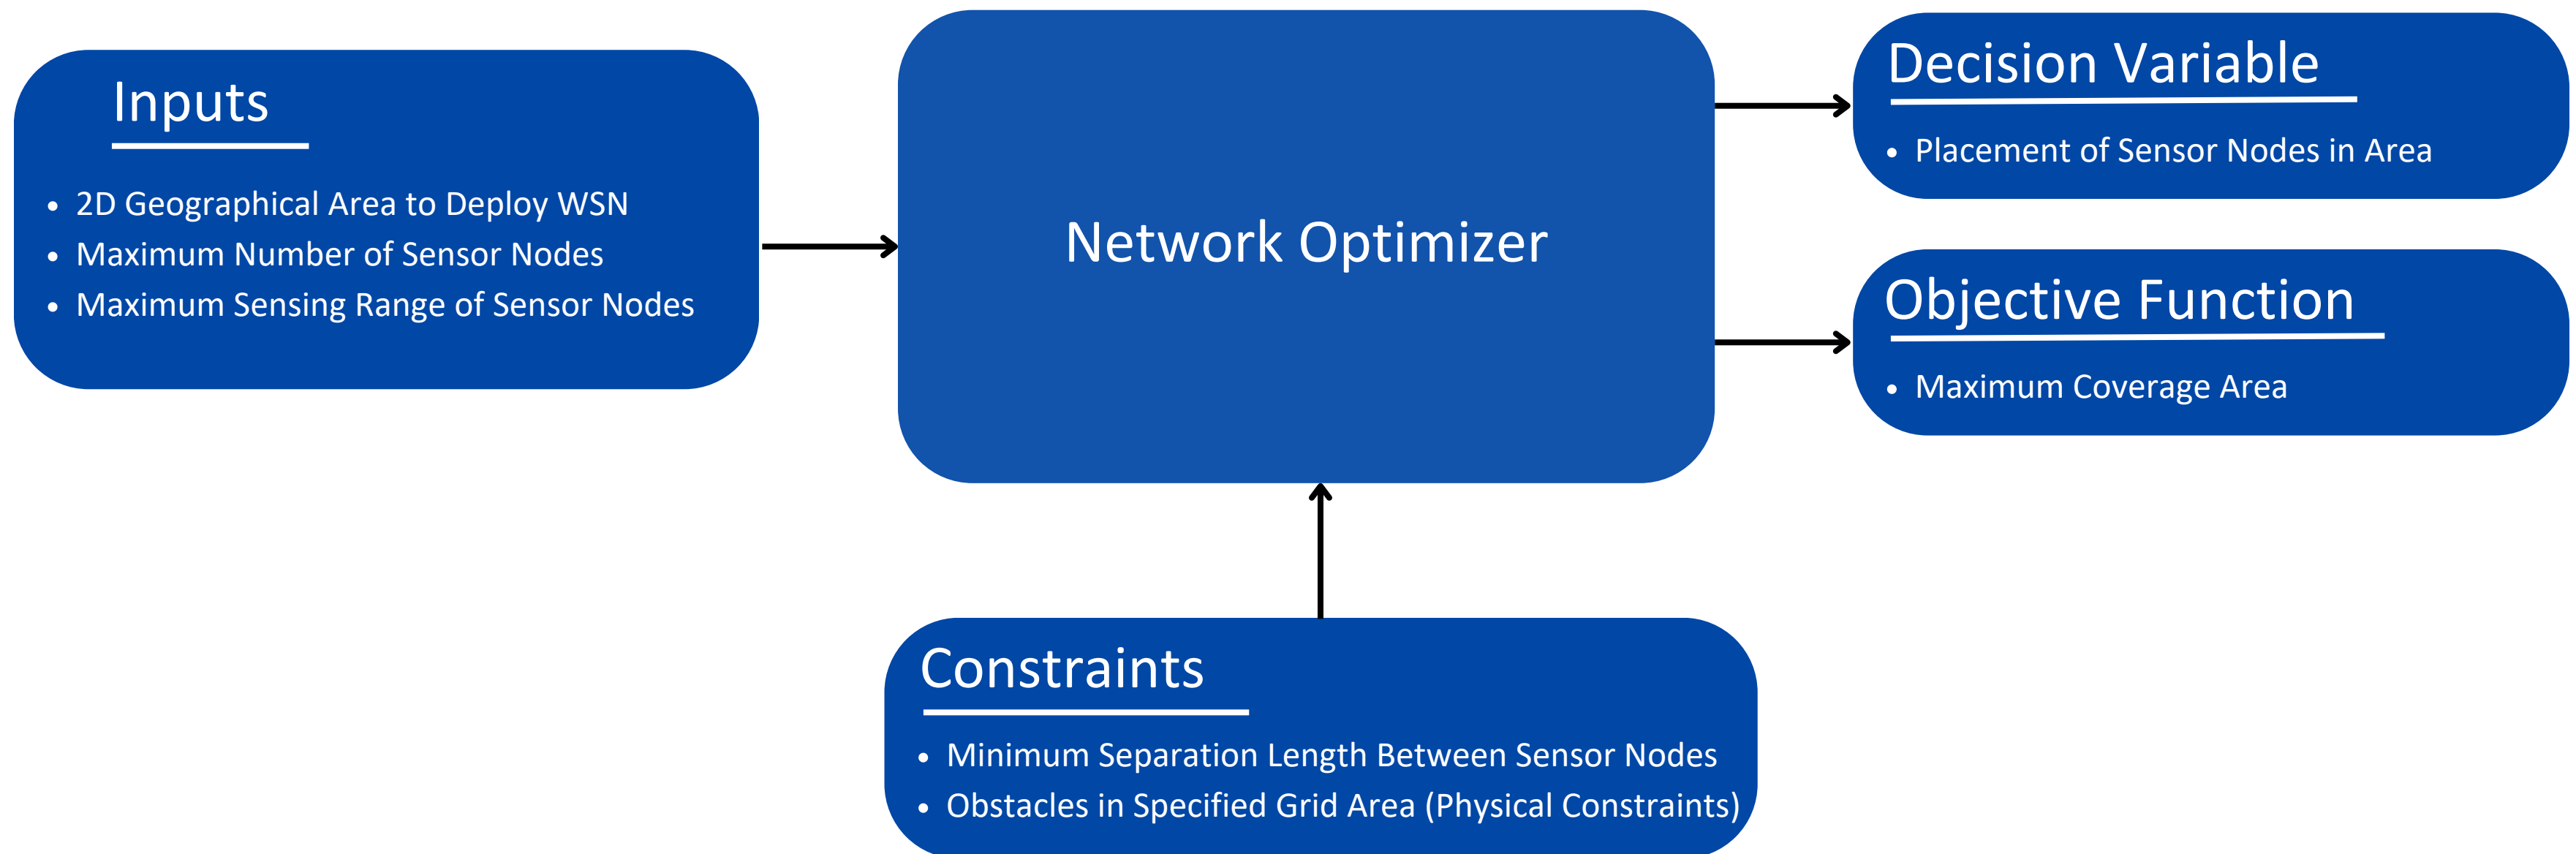 Inputs
• 2D Geographical Area to Deploy WSN
• Maximum Number of Sensor Nodes
• Maximum Sensing Range of Sensor Nodes
Network Optimizer
Decision Variable
• Placement of Sensor Nodes in Area
Objective Function
• Maximum Coverage Area
Constraints
• Minimum Separation Length Between Sensor Nodes
• Obstacles in Specified Grid Area (Physical Constraints)